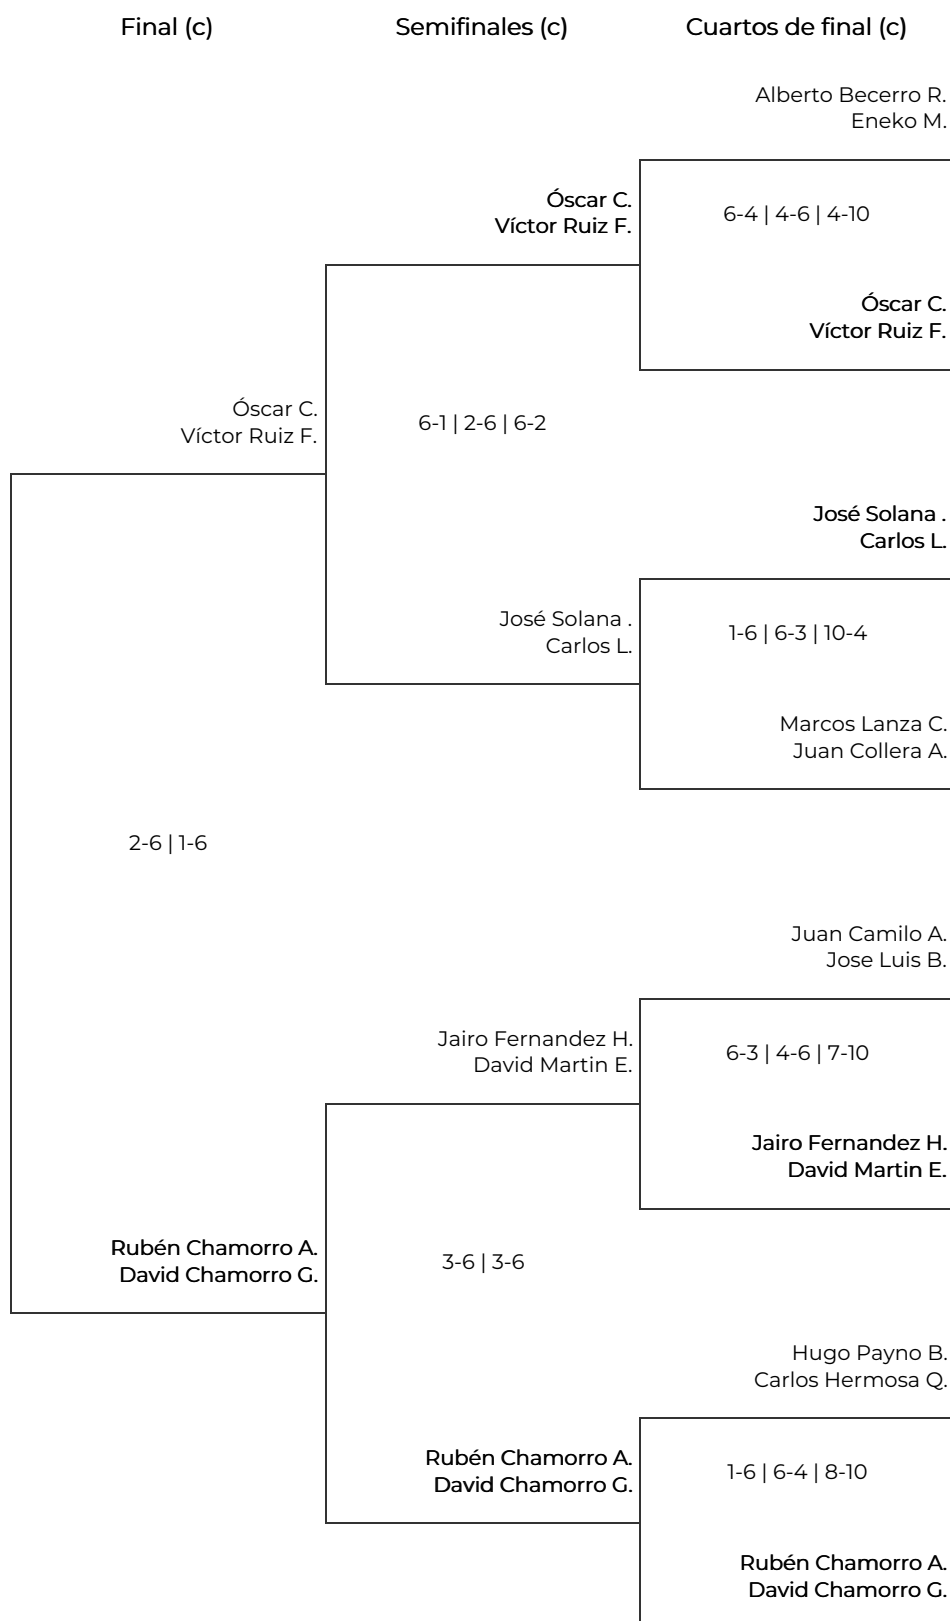 Final (c)
Semifinales (c)
Cuartos de final (c)
Alberto Becerro R.
Eneko M.
Óscar C.
Víctor Ruiz F.
6-4 | 4-6 | 4-10
Óscar C.
Víctor Ruiz F.
Óscar C.
Víctor Ruiz F.
6-1 | 2-6 | 6-2
José Solana .
Carlos L.
José Solana .
Carlos L.
1-6 | 6-3 | 10-4
Marcos Lanza C.
Juan Collera A.
2-6 | 1-6
Juan Camilo A.
Jose Luis B.
Jairo Fernandez H.
David Martin E.
6-3 | 4-6 | 7-10
Jairo Fernandez H.
David Martin E.
Rubén Chamorro A.
David Chamorro G.
3-6 | 3-6
Hugo Payno B.
Carlos Hermosa Q.
Rubén Chamorro A.
David Chamorro G.
1-6 | 6-4 | 8-10
Rubén Chamorro A.
David Chamorro G.